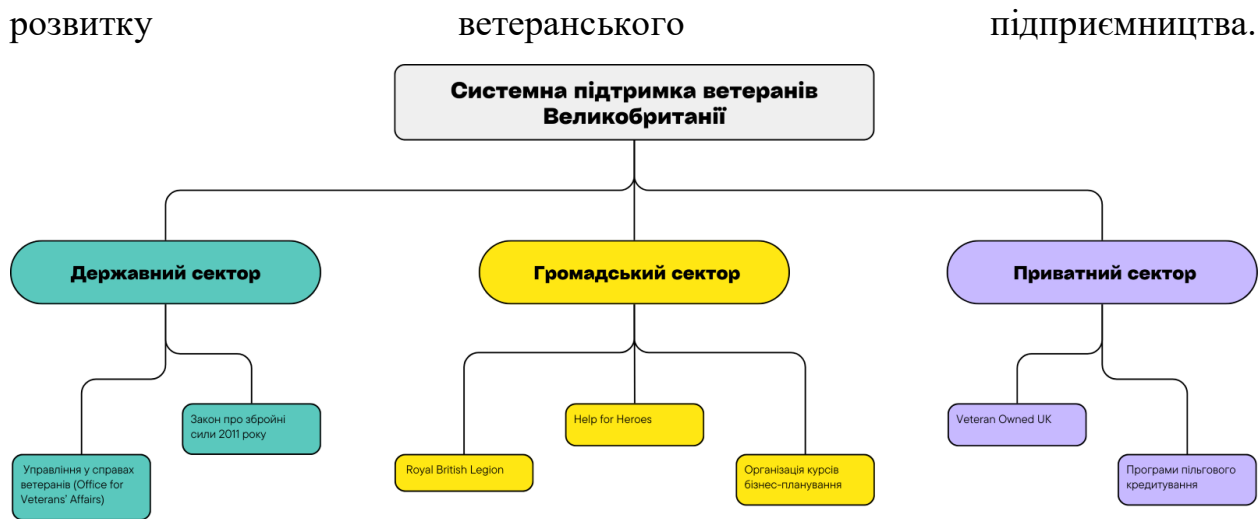 розвитку ветеранського підприємництва.
Системна підтримка ветеранів
Великобританії
Державний сектор
Громадський сектор
Приватний сектор
Закон про збройні
сили 2011 року
Управління у справах
ветеранів (Office for
Veterans' Affairs)
Help for Heroes
Royal British Legion
Організація курсів
бізнес-планування
Veteran Owned UK
Програми пільгового
кредитування